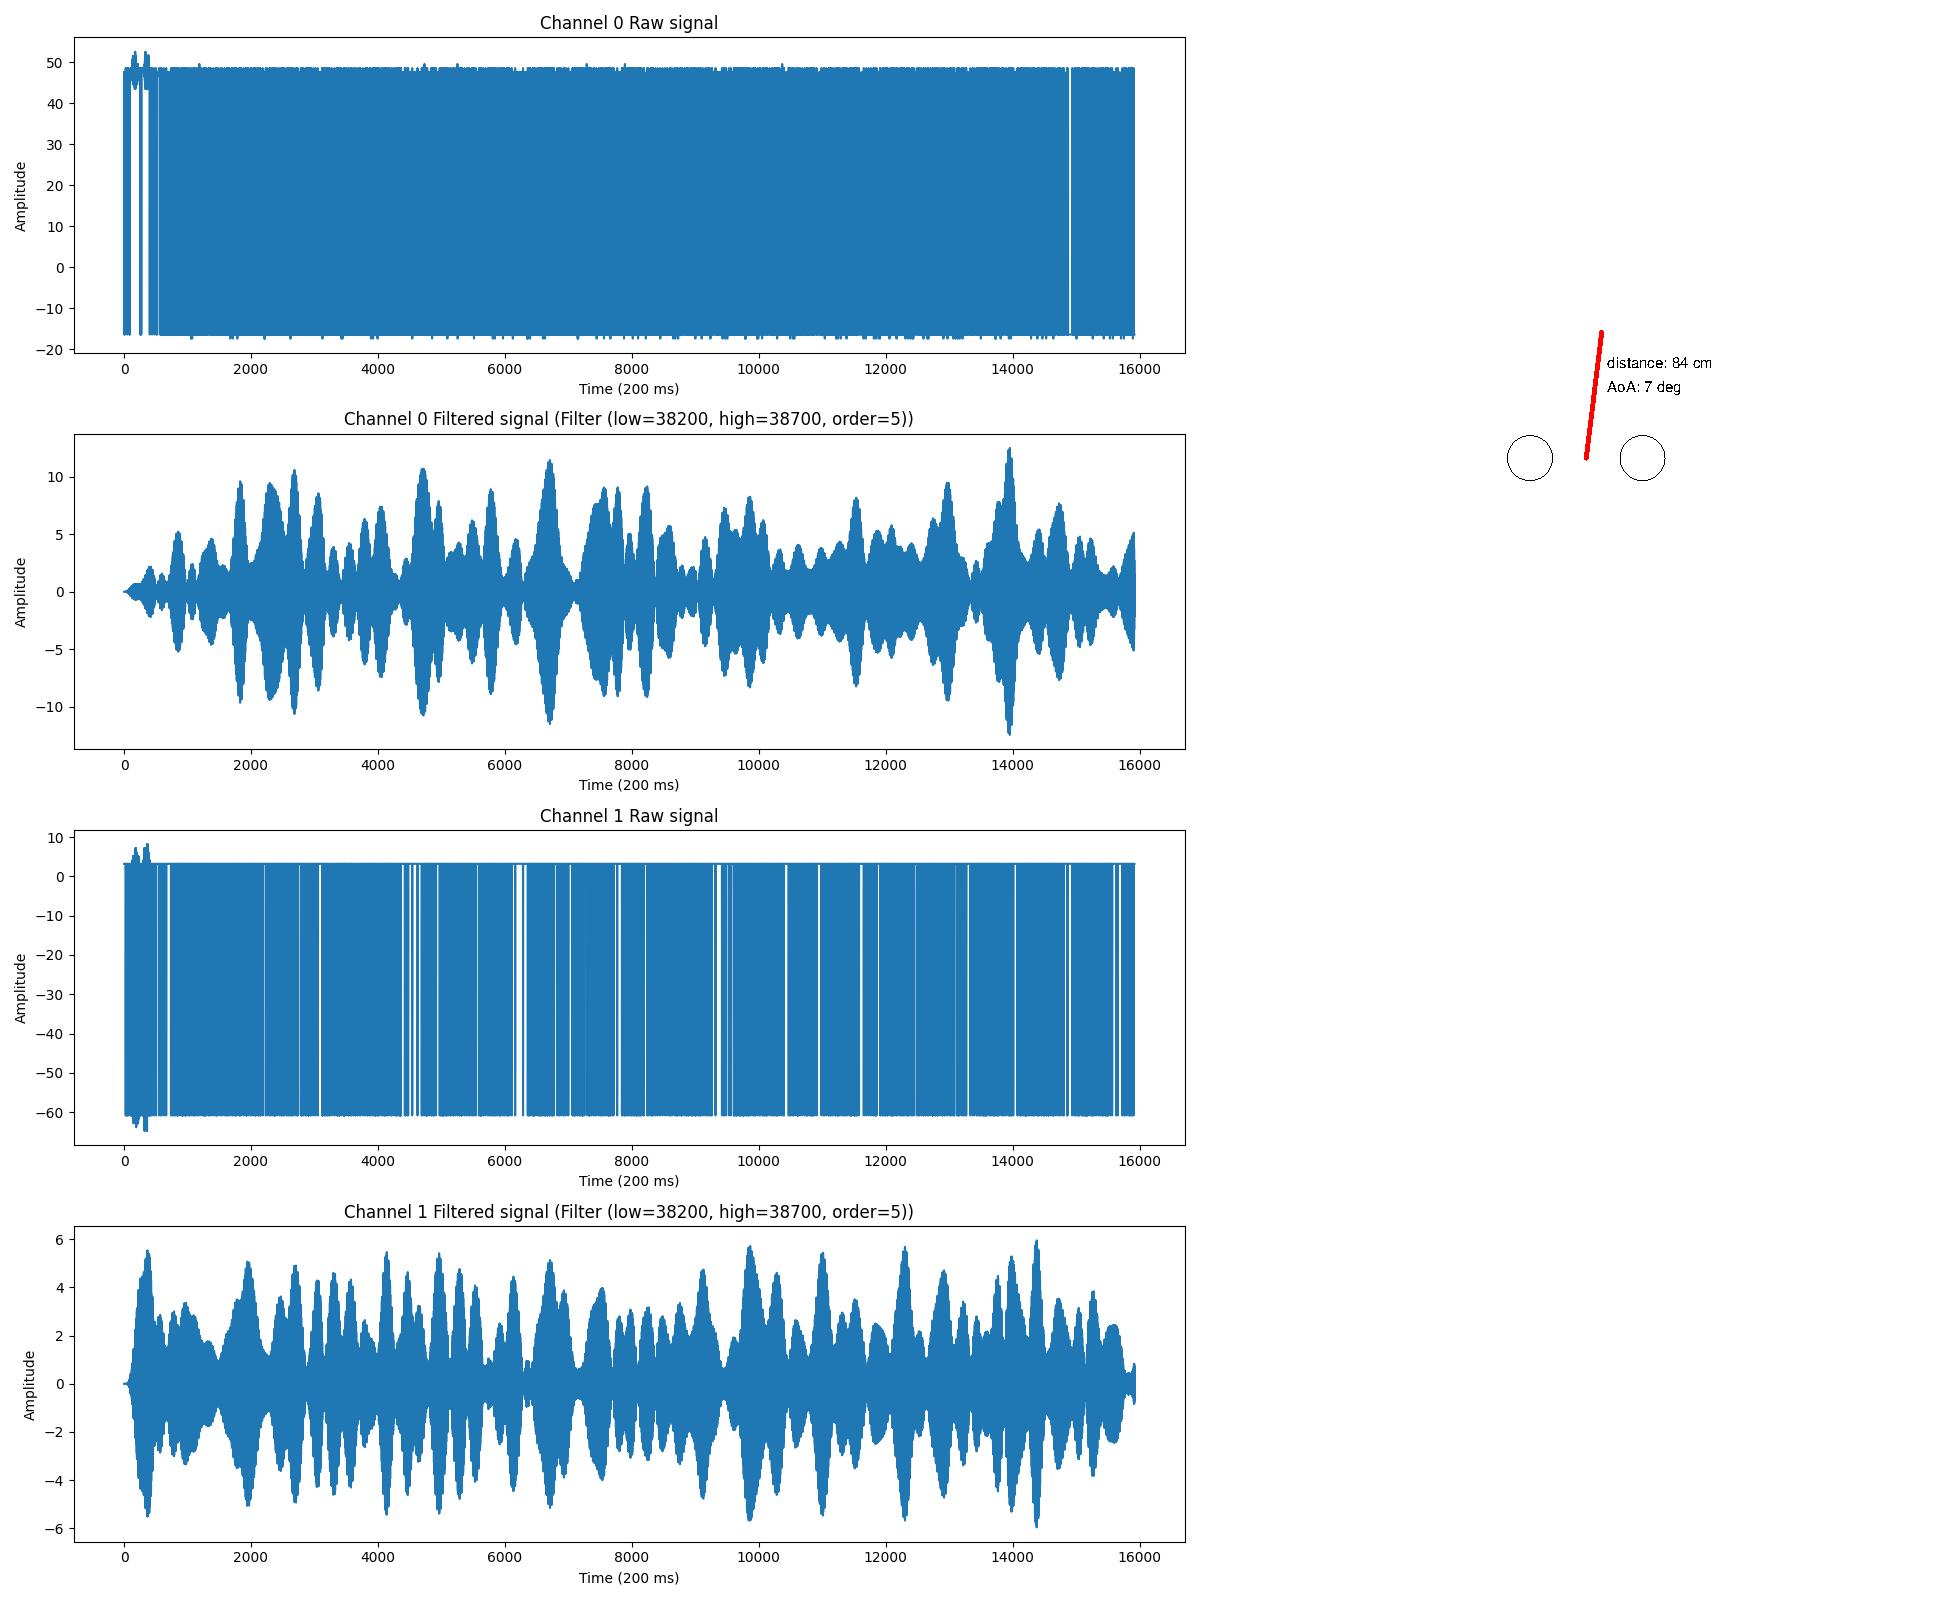 Channel 0 Raw signal
50
40
30
20
10
0
−10
−20
Amplitude
0 2000 4000 6000 8000 10000 12000 14000 16000
Time (200 ms)
Channel 0 Filtered signal (Filter (low=38200, high=38700, order=5))
10
5
0
−5
−10
Amplitude
0 2000 4000 6000 8000 10000 12000 14000 16000
Time (200 ms)
Channel 1 Raw signal
10
0
−10
−20
−30
−40
−50
−60
Amplitude
0 2000 4000 6000 8000 10000 12000 14000 16000
Time (200 ms)
Channel 1 Filtered signal (Filter (low=38200, high=38700, order=5))
6
4
2
0
−2
−4
−6
Amplitude
0 2000 4000 6000 8000 10000 12000 14000 16000
Time (200 ms)
distance: 84 cm
AoA: 7 deg